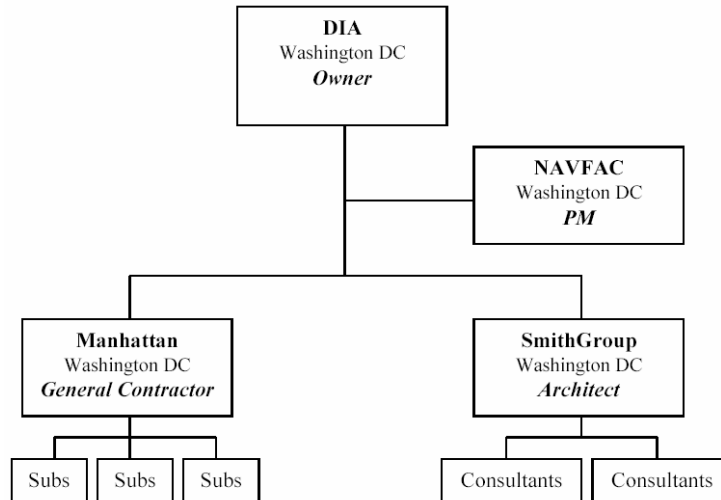 DIA
Washington DC
Owner
NAVFAC
Washington DC
PM
Manhattan
Washington DC
General Contractor
SmithGroup
Washington DC
Architect
Subs
Subs
Subs
Consultants
Consultants